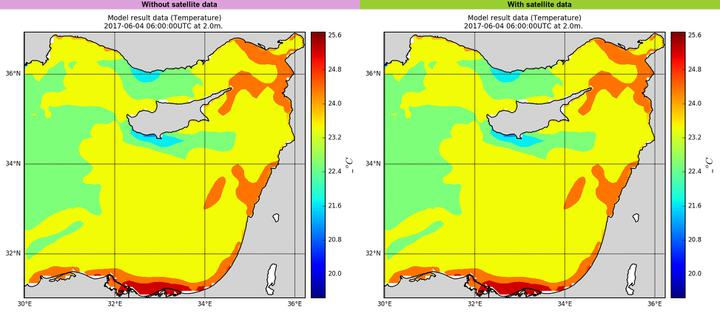 Without satellite data
Model result data (Temperature)
2017-06-04 06:00:00UTC at 2.0m.
36°N
34°N
32°N
30°E
32°E
34°E
36°E
25.6
24.8
24.0
23.2
22.4
21.6
20.8
20.0
_ °C
With satellite data
Model result data (Temperature)
2017-06-04 06:00:00UTC at 2.0m.
36°N
34°N
32°N
30°E
32°E
34°E
36°E
25.6
24.8
24.0
23.2
22.4
21.6
20.8
20.0
_ °C